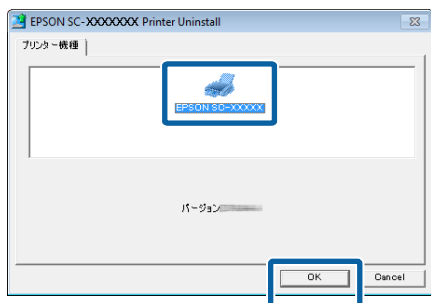 EPSON SC-XXXXXXX Printer Uninstall
プリンター機種
EPSON SC-XXXXX
バージョン
OK
Cancel